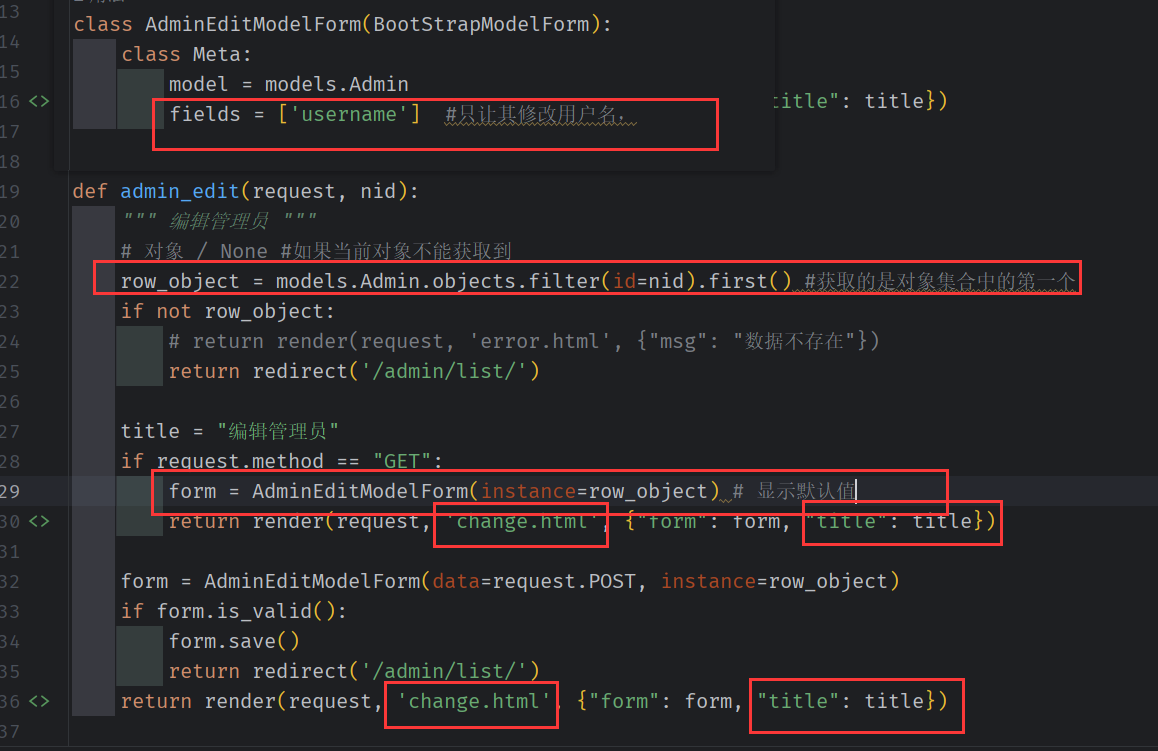 13
class AdminEditModelForm(BootStrapModelForm):
14
class Meta:
15
model = models.Admin
16 <> fields = ['username'] #只让其修改用户名, title": title})
17
18
19 def admin_edit(request, nid):
20 """ 编辑管理员 """
21 # 对象 / None #如果当前对象不能获取到
22 row_object = models.Admin.objects.filter(id=nid).first() #获取的是对象集合中的第一个
23 if not row_object:
24 # return render(request, 'error.html', {"msg": "数据不存在"})
25 return redirect('/admin/list/')
26
27 title = "编辑管理员"
28 if request.method == "GET":
29 form = AdminEditModelForm(instance=row_object) # 显示默认值
30 <> return render(request, 'change.html', {"form": form, "title": title})
31
32 form = AdminEditModelForm(data=request.POST, instance=row_object)
33 if form.is_valid():
34 form.save()
35 return redirect('/admin/list/')
36 <> return render(request, 'change.html', {"form": form, "title": title})
37